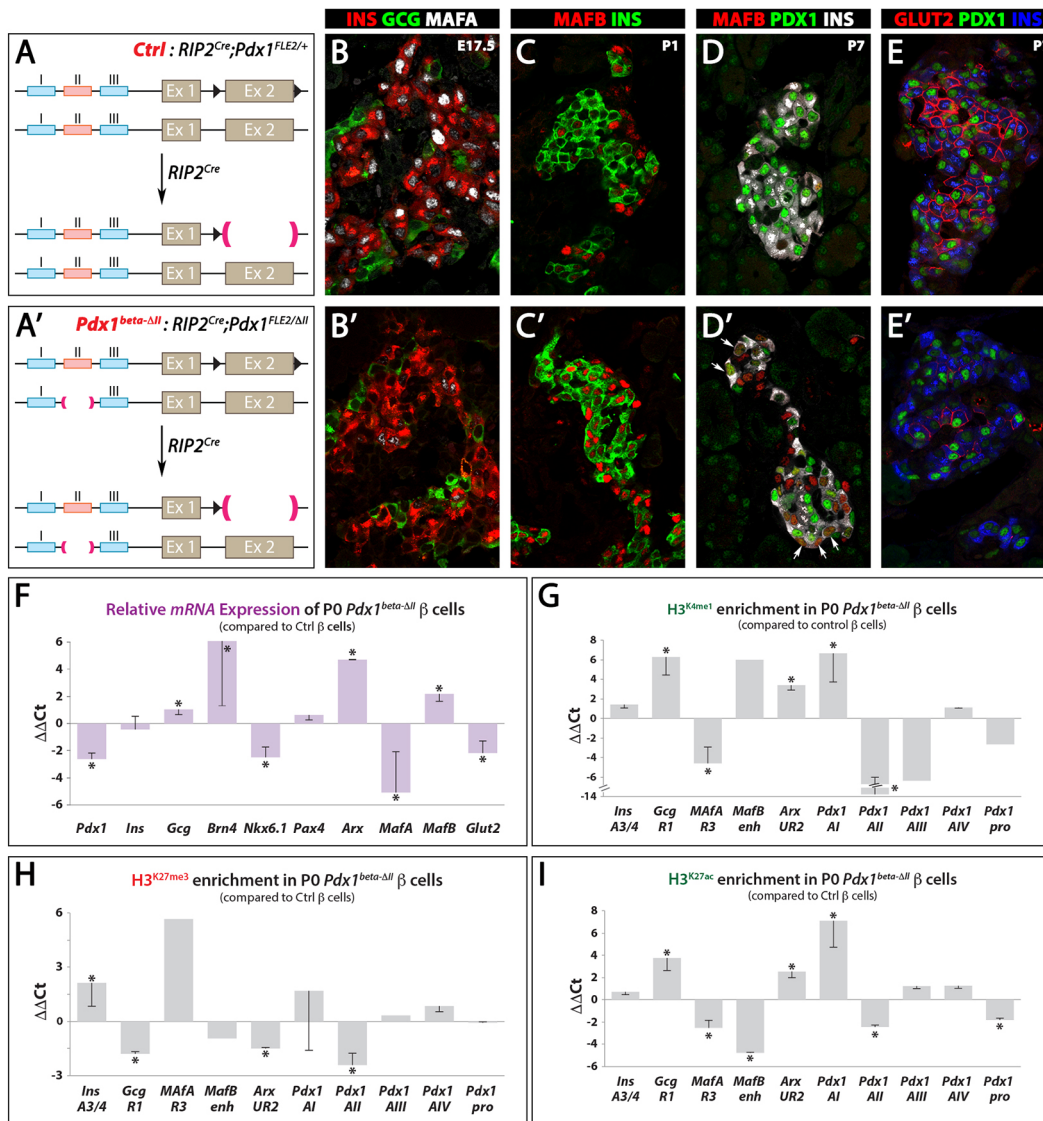 INS GCG MAFA
MAFB INS
MAFB PDX1 INS
GLUT2 PDX1 INS
A
Ctrl : RIP2Cre;Pdx1FLE2/+
I II III
Ex 1 Ex 2
Ex 1 Ex 2
RIP2Cre
I II III
Ex 1
Ex 1 Ex 2
B
E17.5
C
P1
D
P7
E
A'
Pdx1beta-ΔII : RIP2Cre;Pdx1FLE2/ΔII
I II III
Ex 1 Ex 2
I III
Ex 1 Ex 2
RIP2Cre
I II III
Ex 1
I III
Ex 1 Ex 2
B'
C'
D'
E'
F
Relative mRNA Expression of P0 Pdx1beta-ΔII β cells
(compared to Ctrl β cells)
ΔΔCt
6
4
2
0
-2
-4
-6
* * * * * * * *
Pdx1 Ins Gcg Brn4 Nkx6.1 Pax4 Arx MafA MafB Glut2
G
H3K4me1 enrichment in P0 Pdx1beta-ΔII β cells
(compared to control β cells)
ΔΔCt
8
6
4
2
0
-2
-4
-6
-14
* * * * *
Ins Gcg MAfA MafB Arx Pdx1 Pdx1 Pdx1 Pdx1 Pdx1
A3/4 R1 R3 enh UR2 AI AII AIII AIV pro
H
H3K27me3 enrichment in P0 Pdx1beta-ΔII β cells
(compared to Ctrl β cells)
ΔΔCt
6
3
0
-3
* * * *
Ins Gcg MAfA MafB Arx Pdx1 Pdx1 Pdx1 Pdx1 Pdx1
A3/4 R1 R3 enh UR2 AI AII AIII AIV pro
I
H3K27ac enrichment in P0 Pdx1beta-ΔII β cells
(compared to Ctrl β cells)
ΔΔCt
8
6
4
2
0
-2
-4
-6
* * * * * * *
Ins Gcg MafA MafB Arx Pdx1 Pdx1 Pdx1 Pdx1 Pdx1
A3/4 R1 R3 enh UR2 AI AII AIII AIV pro